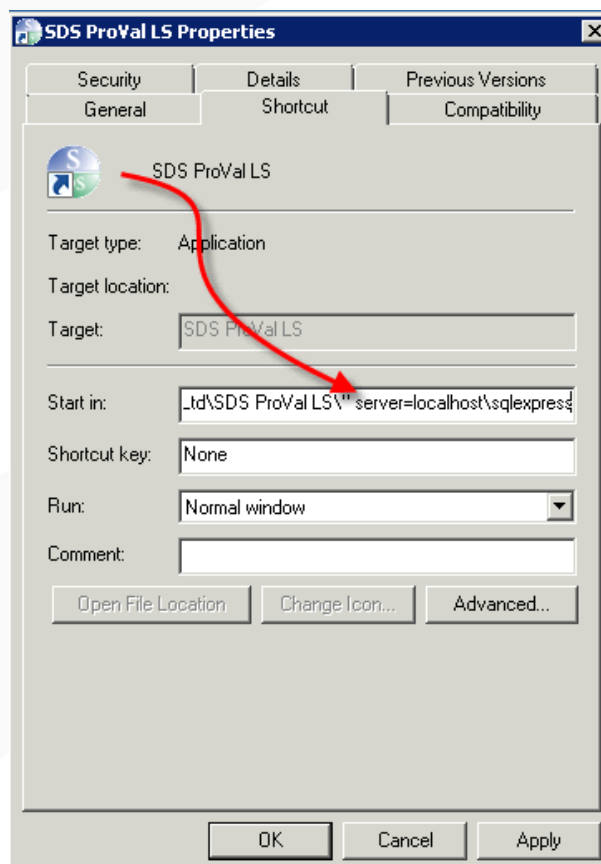 SDS ProVal LS Properties
Security Details Previous Versions
General Shortcut Compatibility
SDS ProVal LS
Target type: Application
Target location:
Target: SDS ProVal LS
Start in: _td\SDS ProVal LS\" server=localhost\sqlexpress
Shortcut key: None
Run: Normal window
Comment:
Open File Location Change Icon... Advanced...
OK Cancel Apply